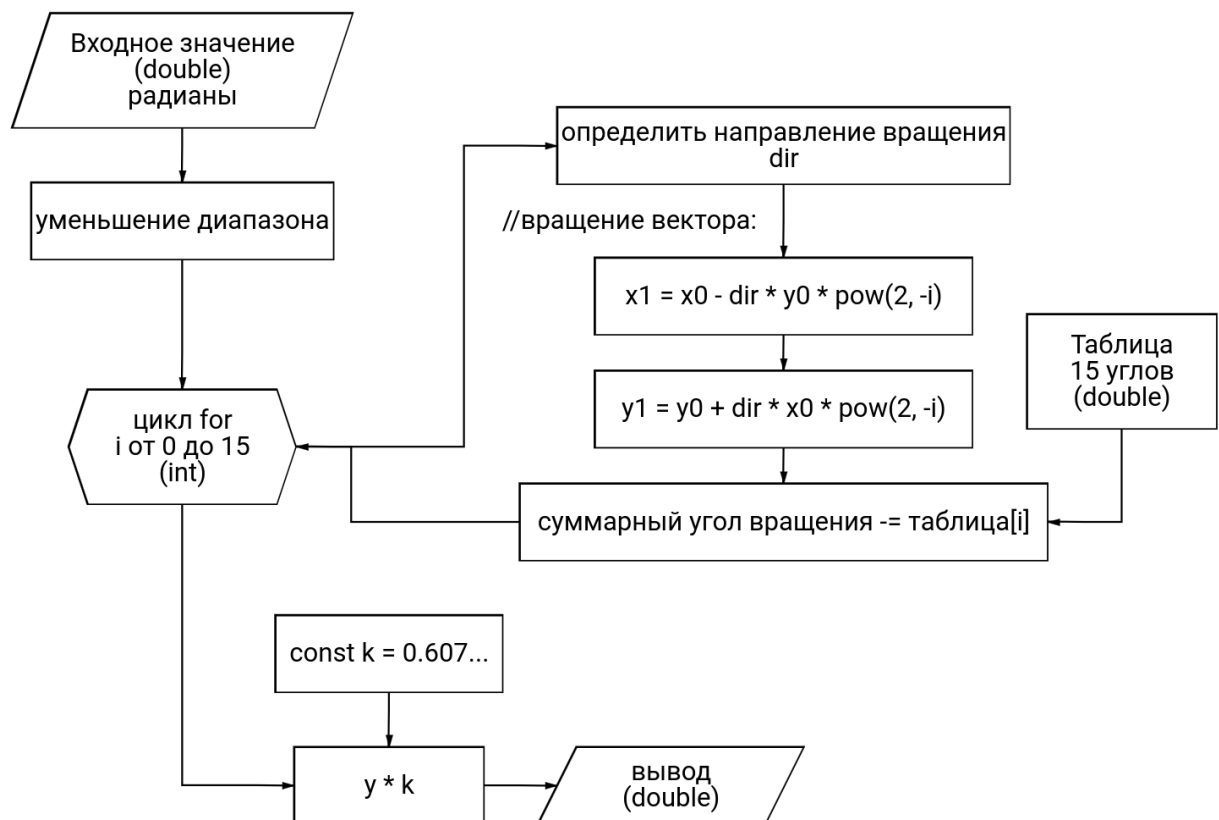 Входное значение
(double)
радианы
уменьшение диапазона
цикл for
i от 0 до 15
(int)
определить направление вращения
dir
//вращение вектора:
x1 = x0 - dir * y0 * pow(2, -i)
y1 = y0 + dir * x0 * pow(2, -i)
Таблица
15 углов
(double)
суммарный угол вращения -= таблица[i]
const k = 0.607...
y * k
вывод
(double)